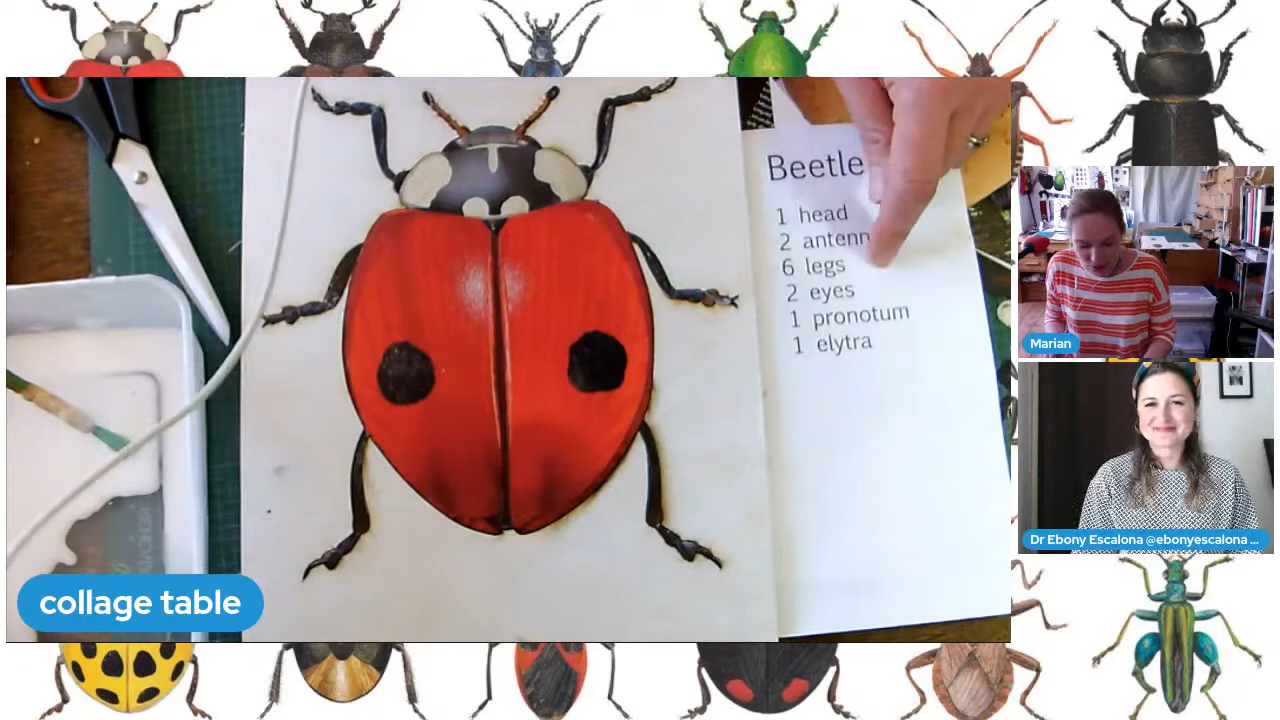 Beetle
1 head
2 antenn
6 legs
2 eyes
1 pronotum
1 elytra
collage table
Marian
Dr Ebony Escalona @ebonyescalona ...